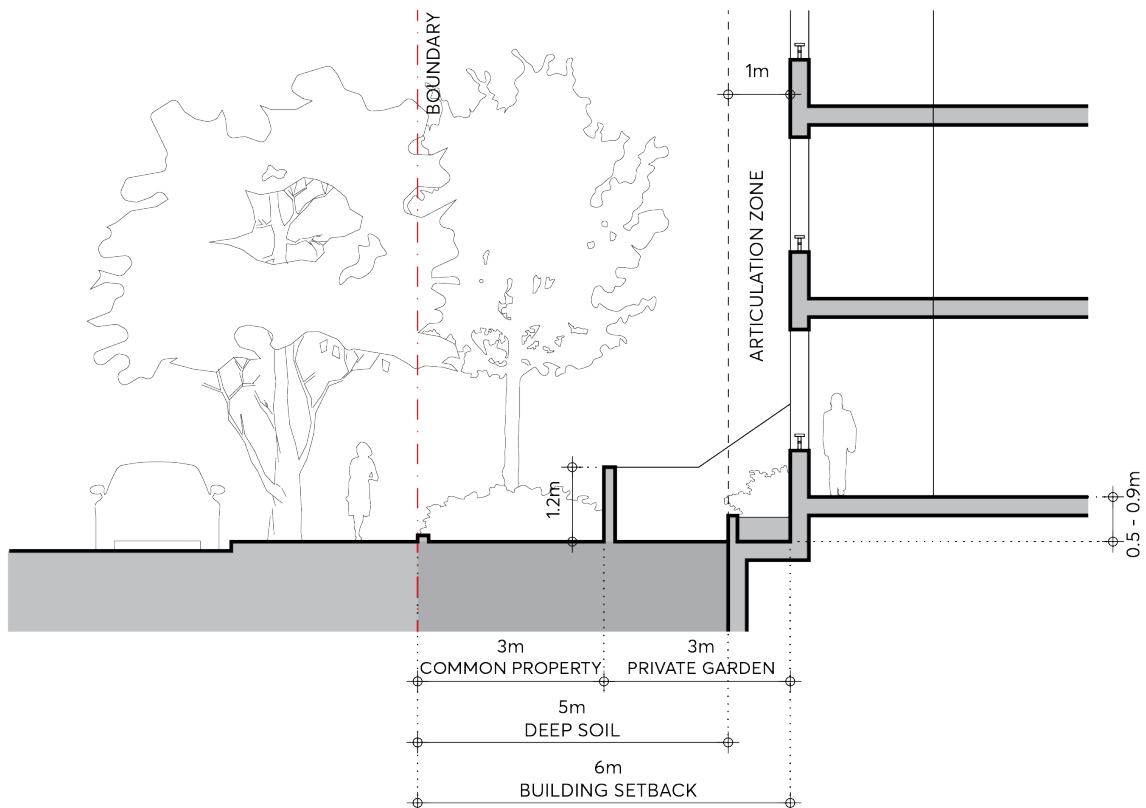 BOUNDARY
1m
ARTICULATION ZONE
1.2m
0.5 - 0.9m
3m
COMMON PROPERTY
3m
PRIVATE GARDEN
5m
DEEP SOIL
6m
BUILDING SETBACK